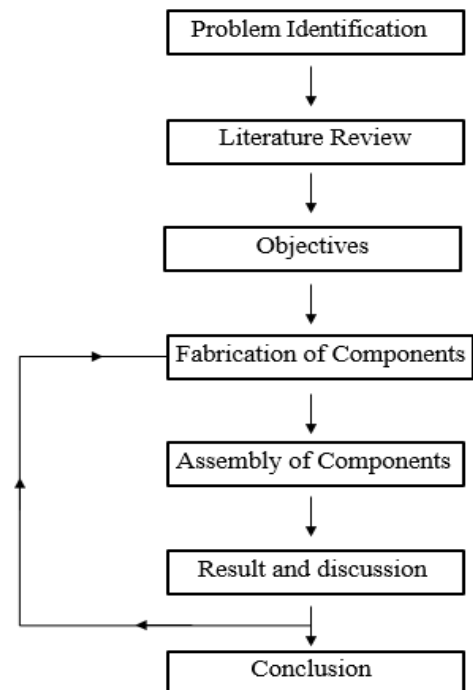 Problem Identification
Literature Review
Objectives
Fabrication of Components
Assembly of Components
Result and discussion
Conclusion